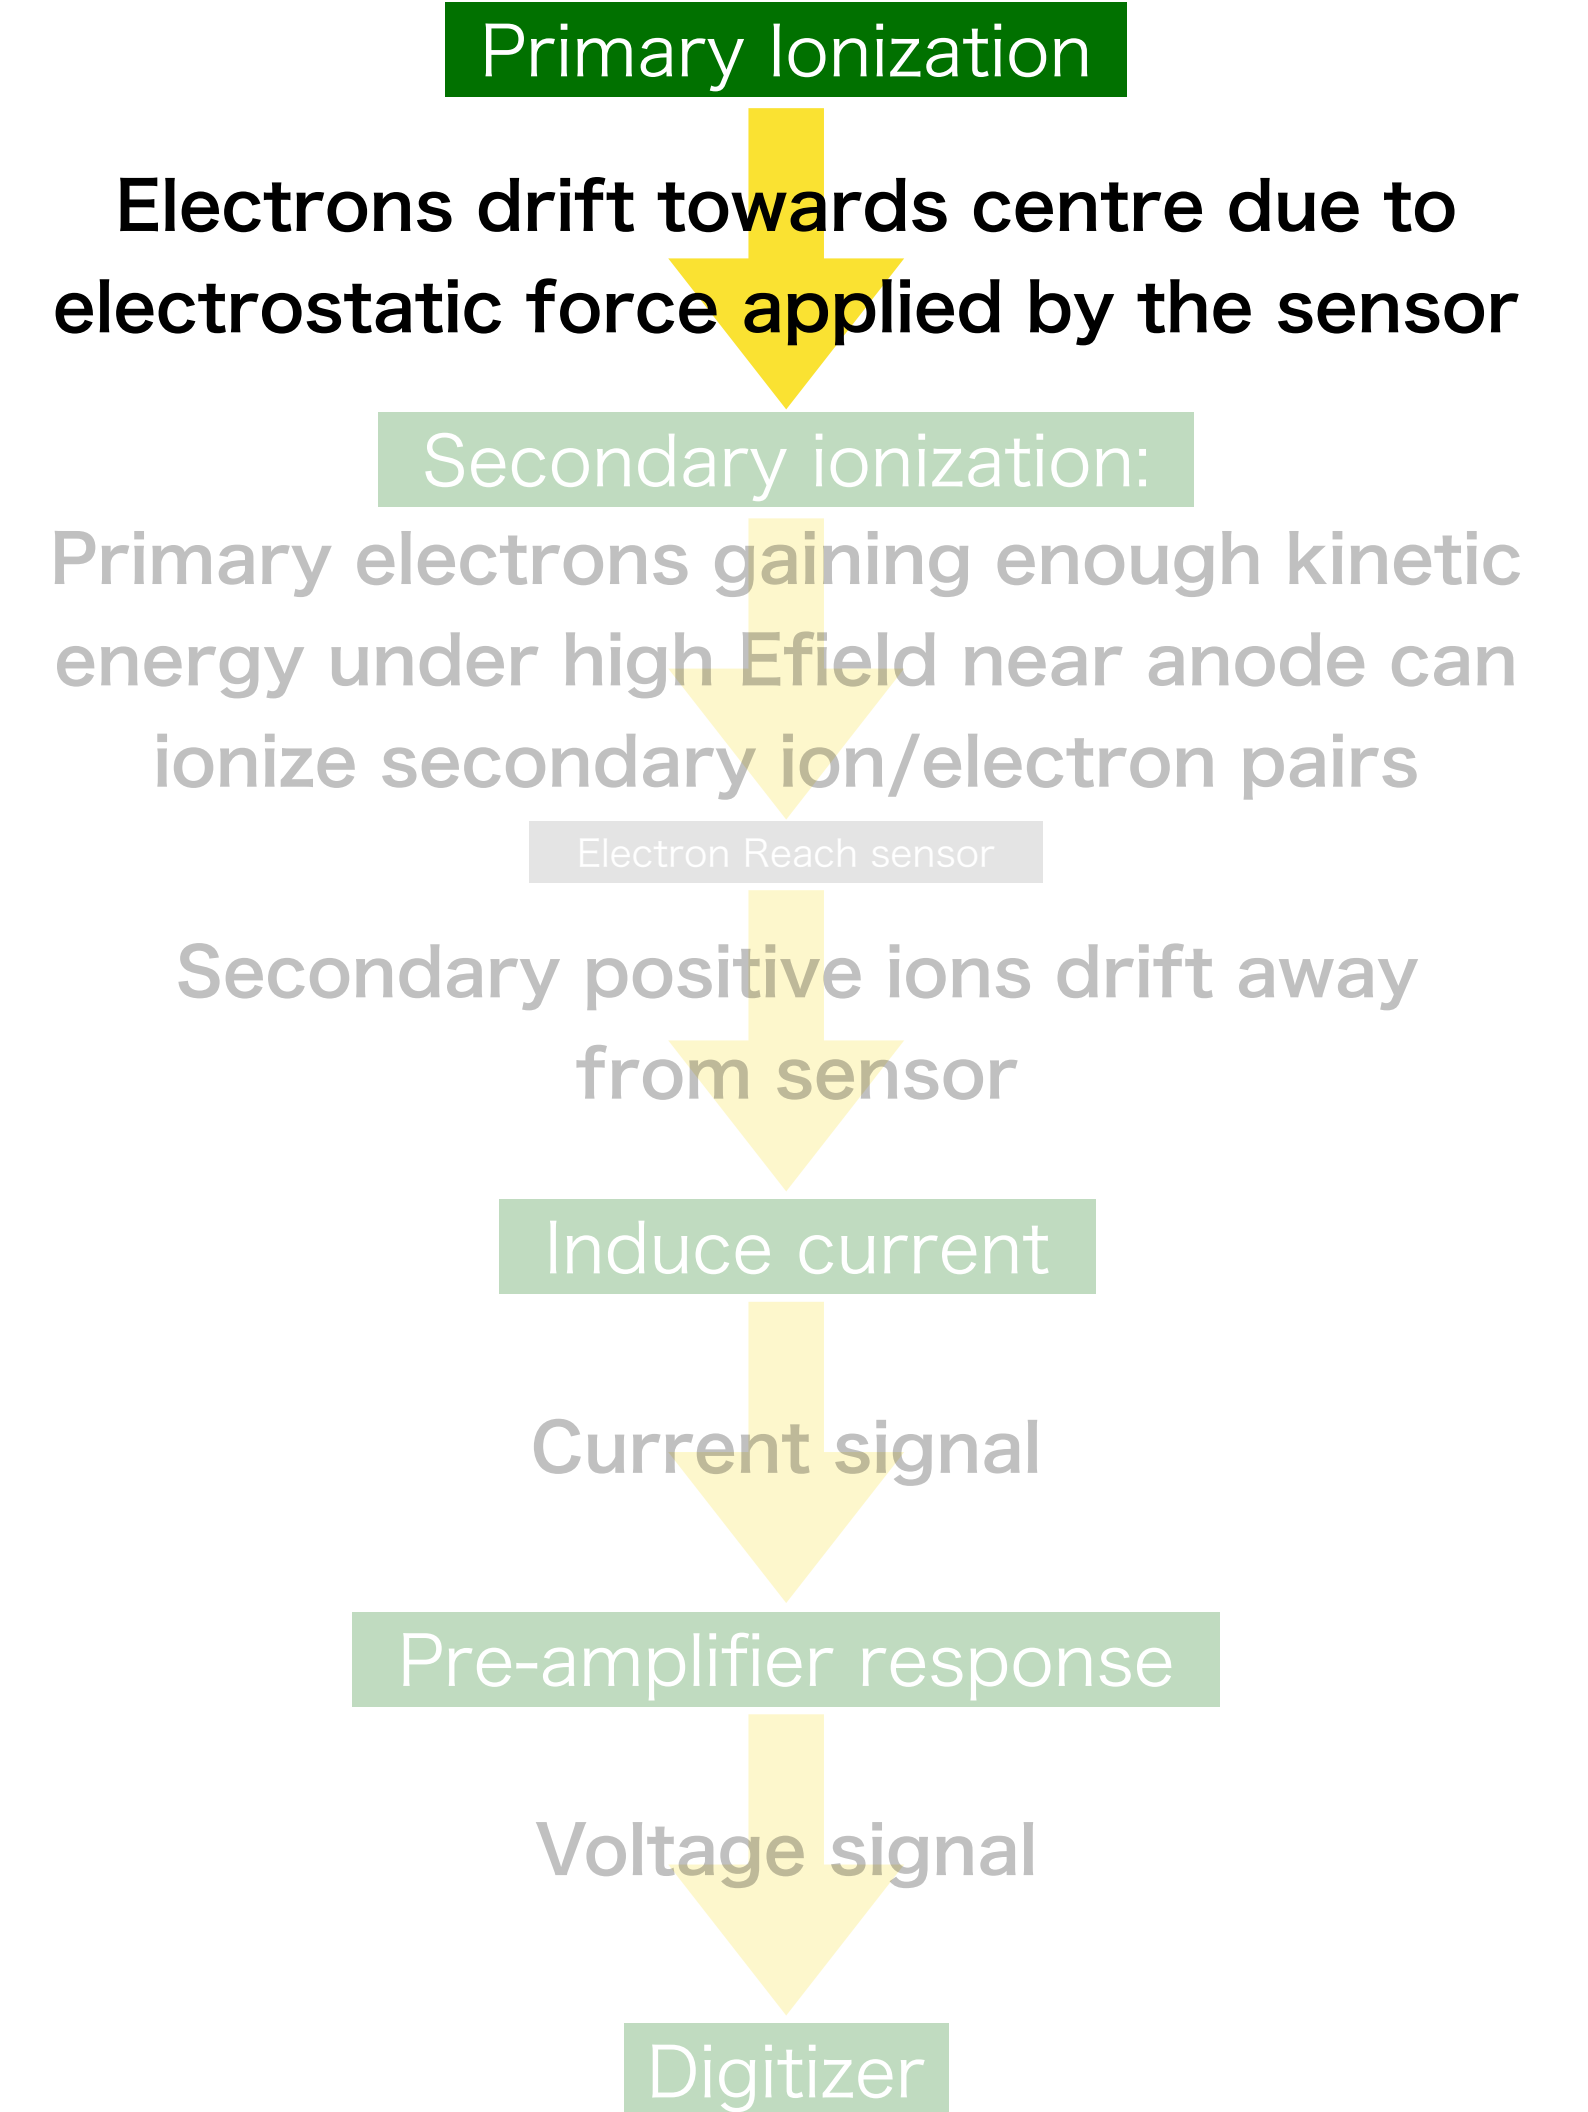 Primary Ionization
Electrons drift towards centre due to
electrostatic force applied by the sensor
Secondary ionization:
Primary electrons gaining enough kinetic
energy under high Efield near anode can
ionize secondary ion/electron pairs
Electron Reach sensor
Secondary positive ions drift away
from sensor
Induce current
Current signal
Pre-amplifier response
Voltage signal
Digitizer